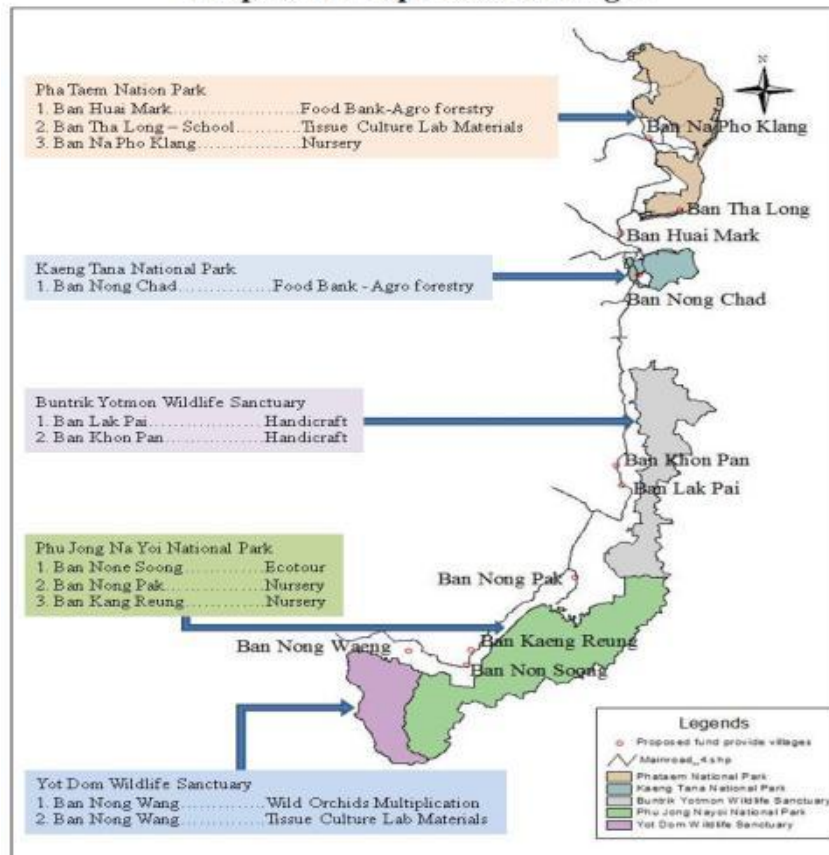 Pha Taem Nation Park
1. Ban Huai Mark....................Food Bank-Agro forestry
2. Ban Tha Long – School..........Tissue Culture Lab Materials
3. Ban Na Pho Klang................Nursery
N
Ban Na Pho Klang
Ban Tha Long
Ban Huai Mark
Kaeng Tana National Park
1. Ban Nong Chad................Food Bank - Agro forestry
Ban Nong Chad
Buntrik Yotmon Wildlife Sanctuary
1. Ban Lak Pai....................Handicraft
2. Ban Khon Pan................Handicraft
Ban Khon Pan
Ban Lak Pai
Phu Jong Na Yoi National Park
1. Ban None Soong................Ecotour
2. Ban Nong Pak..................Nursery
3. Ban Kang Reung..............Nursery
Ban Nong Pak
Ban Nong Waeng
Ban Kaeng Reung
Ban Non Soong
Yot Dom Wildlife Sanctuary
1. Ban Nong Wang................Wild Orchids Multiplication
2. Ban Nong Wang................Tissue Culture Lab Materials
Legends
Proposed fund provide villages
Mainroad_4.shp
Phataem National Park
Kaeng Tana National Park
Buntrik Yotmon Wildlife Sanctuary
Phu Jong Nayoi National Park
Yot Dom Wildlife Sanctuary